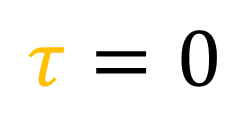 τ = 0